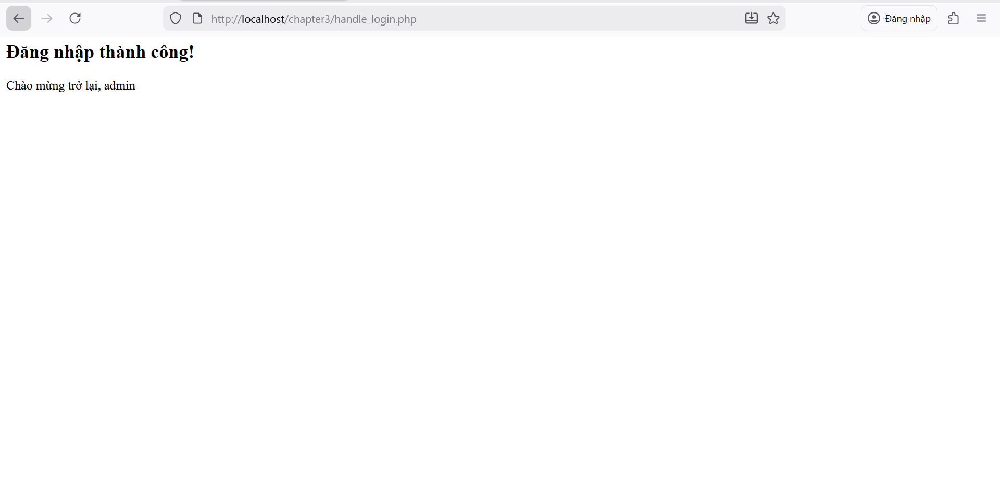 http://localhost/chapter3/handle_login.php
Đăng nhập
Đăng nhập thành công!
Chào mừng trở lại, admin